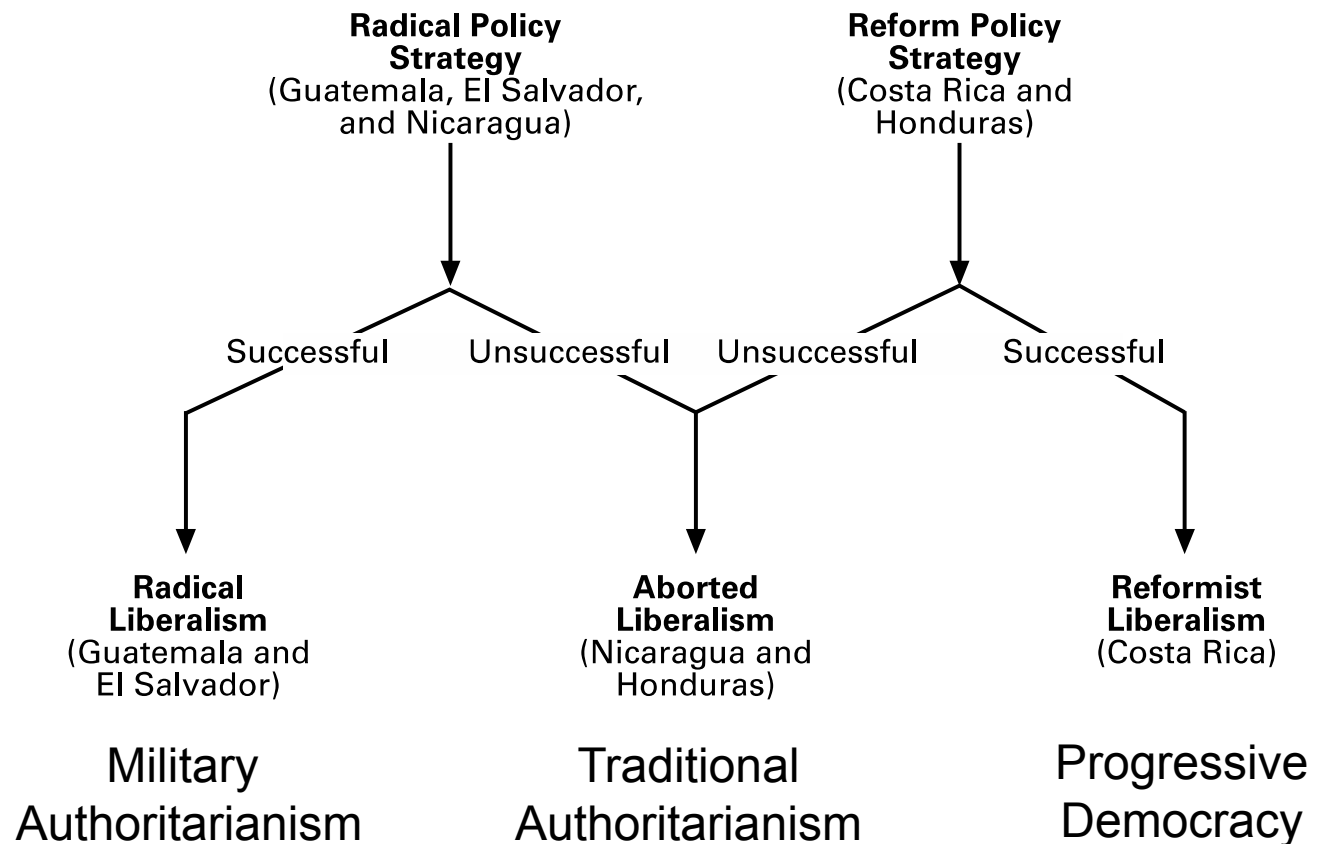 Radical Policy
Strategy
(Guatemala, El Salvador,
and Nicaragua)
Reform Policy
Strategy
(Costa Rica and
Honduras)
Successful
Unsuccessful
Unsuccessful
Successful
Radical
Liberalism
(Guatemala and
El Salvador)
Aborted
Liberalism
(Nicaragua and
Honduras)
Reformist
Liberalism
(Costa Rica)
Military
Authoritarianism
Traditional
Authoritarianism
Progressive
Democracy